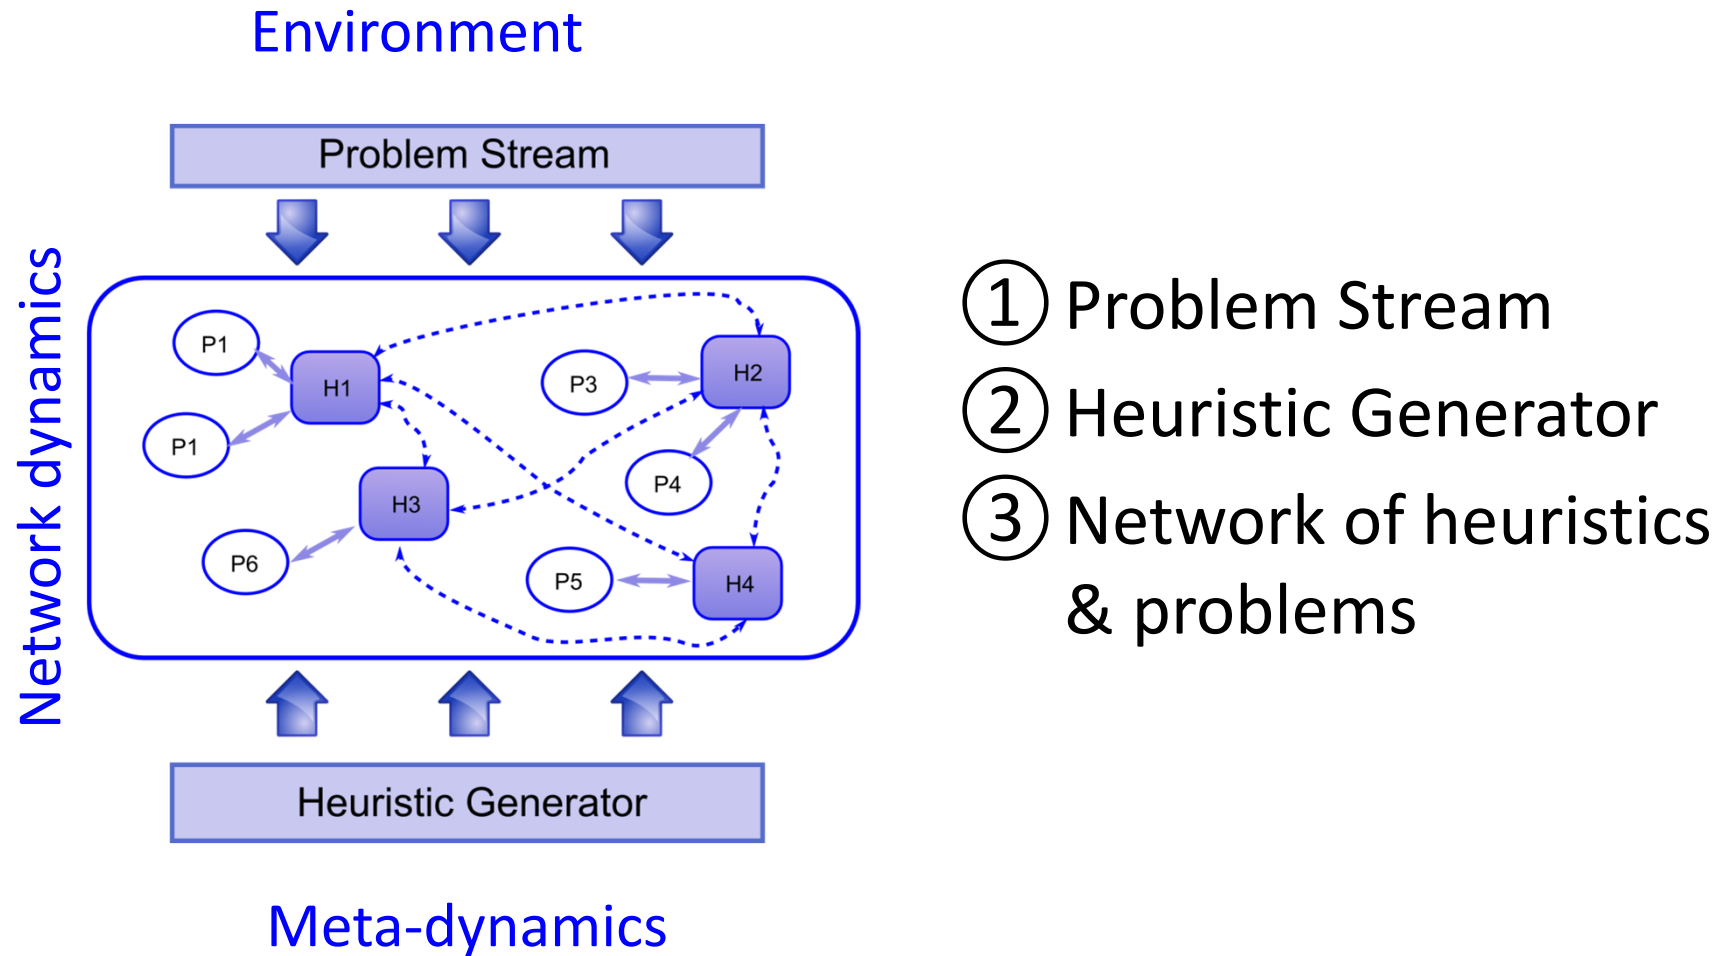 Environment
Problem Stream
Network dynamics
P1
H1
P1
P3
H2
P4
H3
P6
P5
H4
Heuristic Generator
Meta-dynamics
① Problem Stream
② Heuristic Generator
③ Network of heuristics
& problems